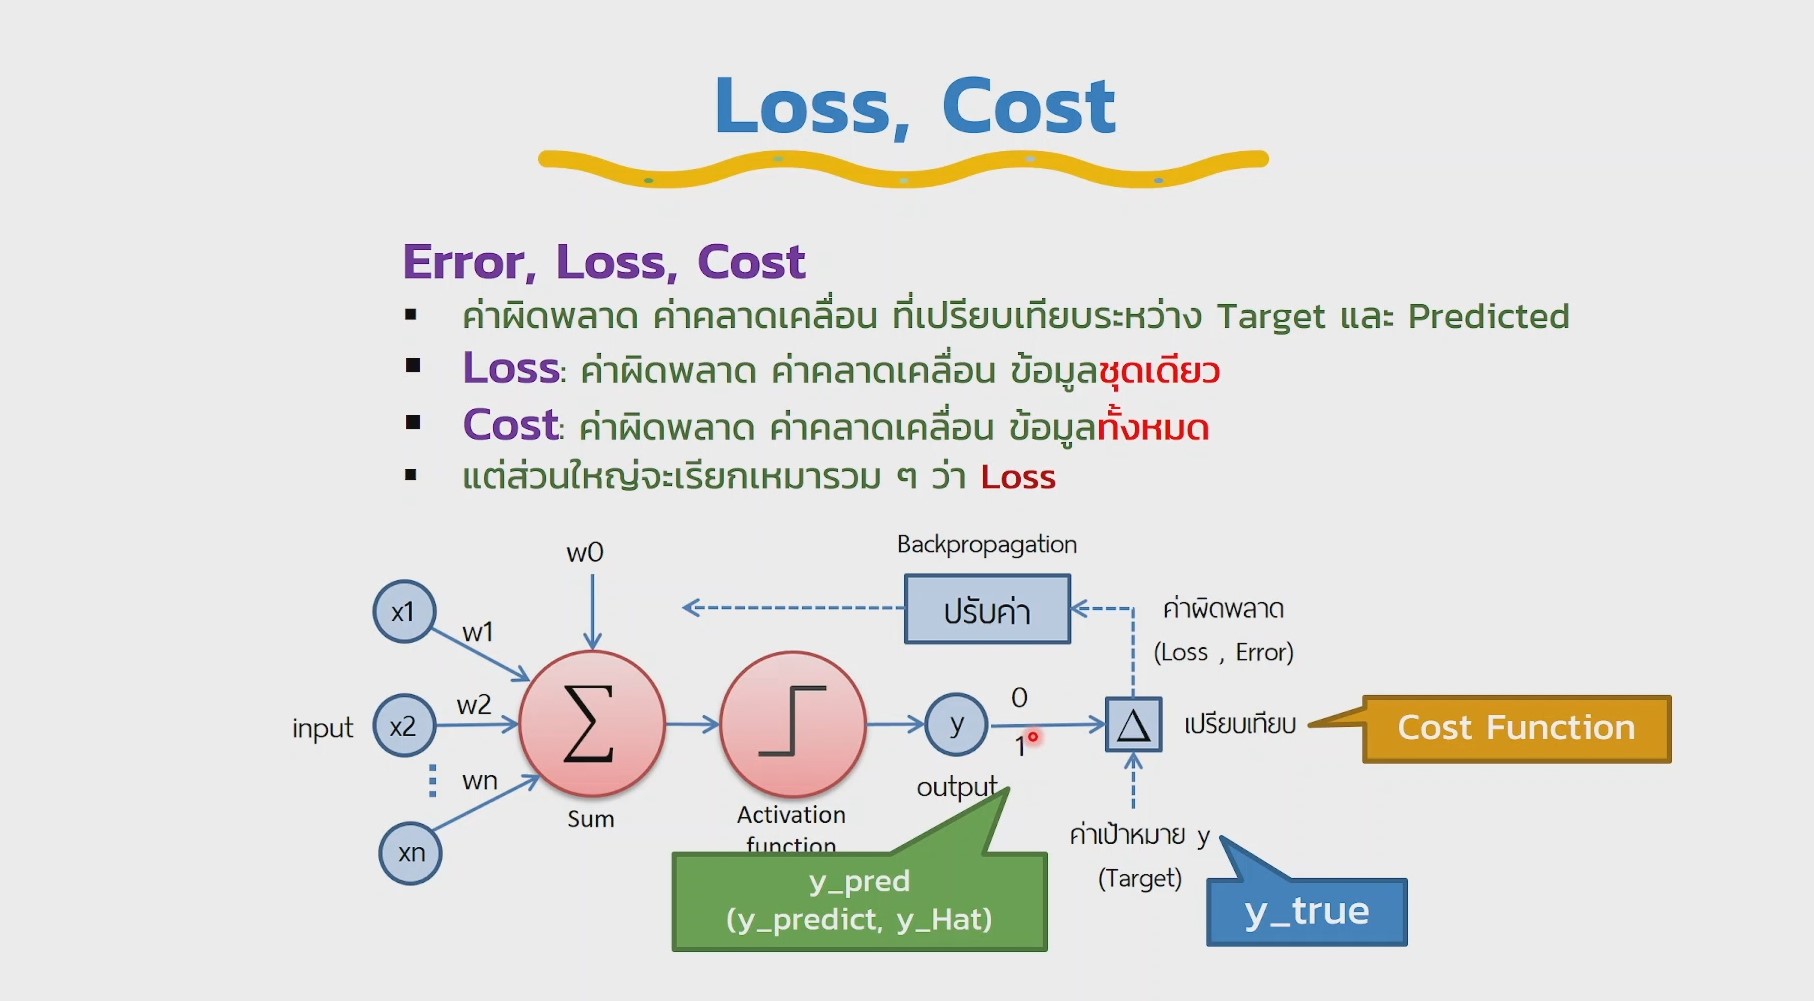 Loss, Cost
Error, Loss, Cost
▪ ค่าผิดพลาด ค่าคลาดเคลื่อน ที่เปรียบเทียบระหว่าง Target และ Predicted
▪ Loss: ค่าผิดพลาด ค่าคลาดเคลื่อน ข้อมูลชุดเดียว
▪ Cost: ค่าผิดพลาด ค่าคลาดเคลื่อน ข้อมูลทั้งหมด
▪ แต่ส่วนใหญ่จะเรียกเหมารวม ๆ ว่า Loss
w0
Backpropagation
x1
w1
ปรับค่า
ค่าผิดพลาด
(Loss , Error)
input
x2
w2
∑
y
0
1
Δ
เปรียบเทียบ
Cost Function
wn
xn
Sum
Activation
function
output
ค่าเป้าหมาย y
(Target)
y_pred
(y_predict, y_Hat)
y_true